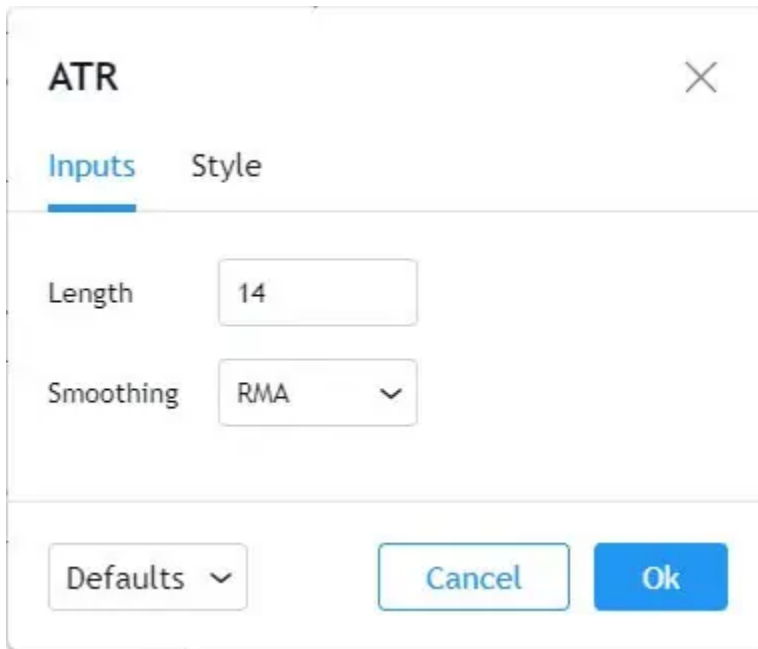 ATR
Inputs Style
Length 14
Smoothing RMA
Defaults Cancel Ok